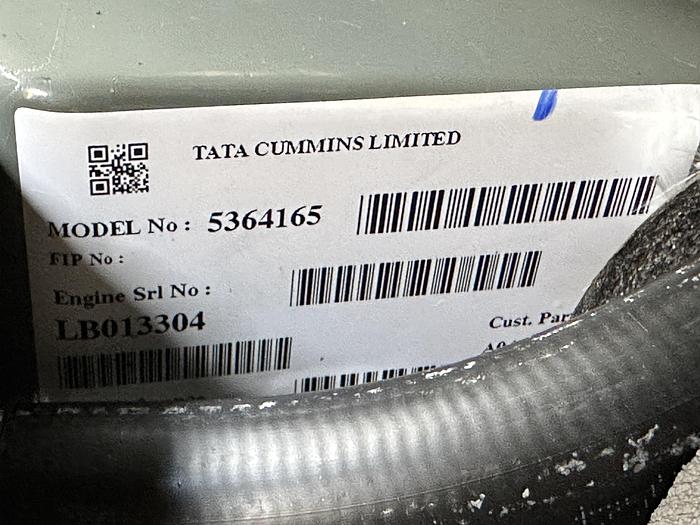 TATA CUMMINS LIMITED
MODEL No : 5364165
FIP No :
Engine Srl No :
LB013304
Cust. Par